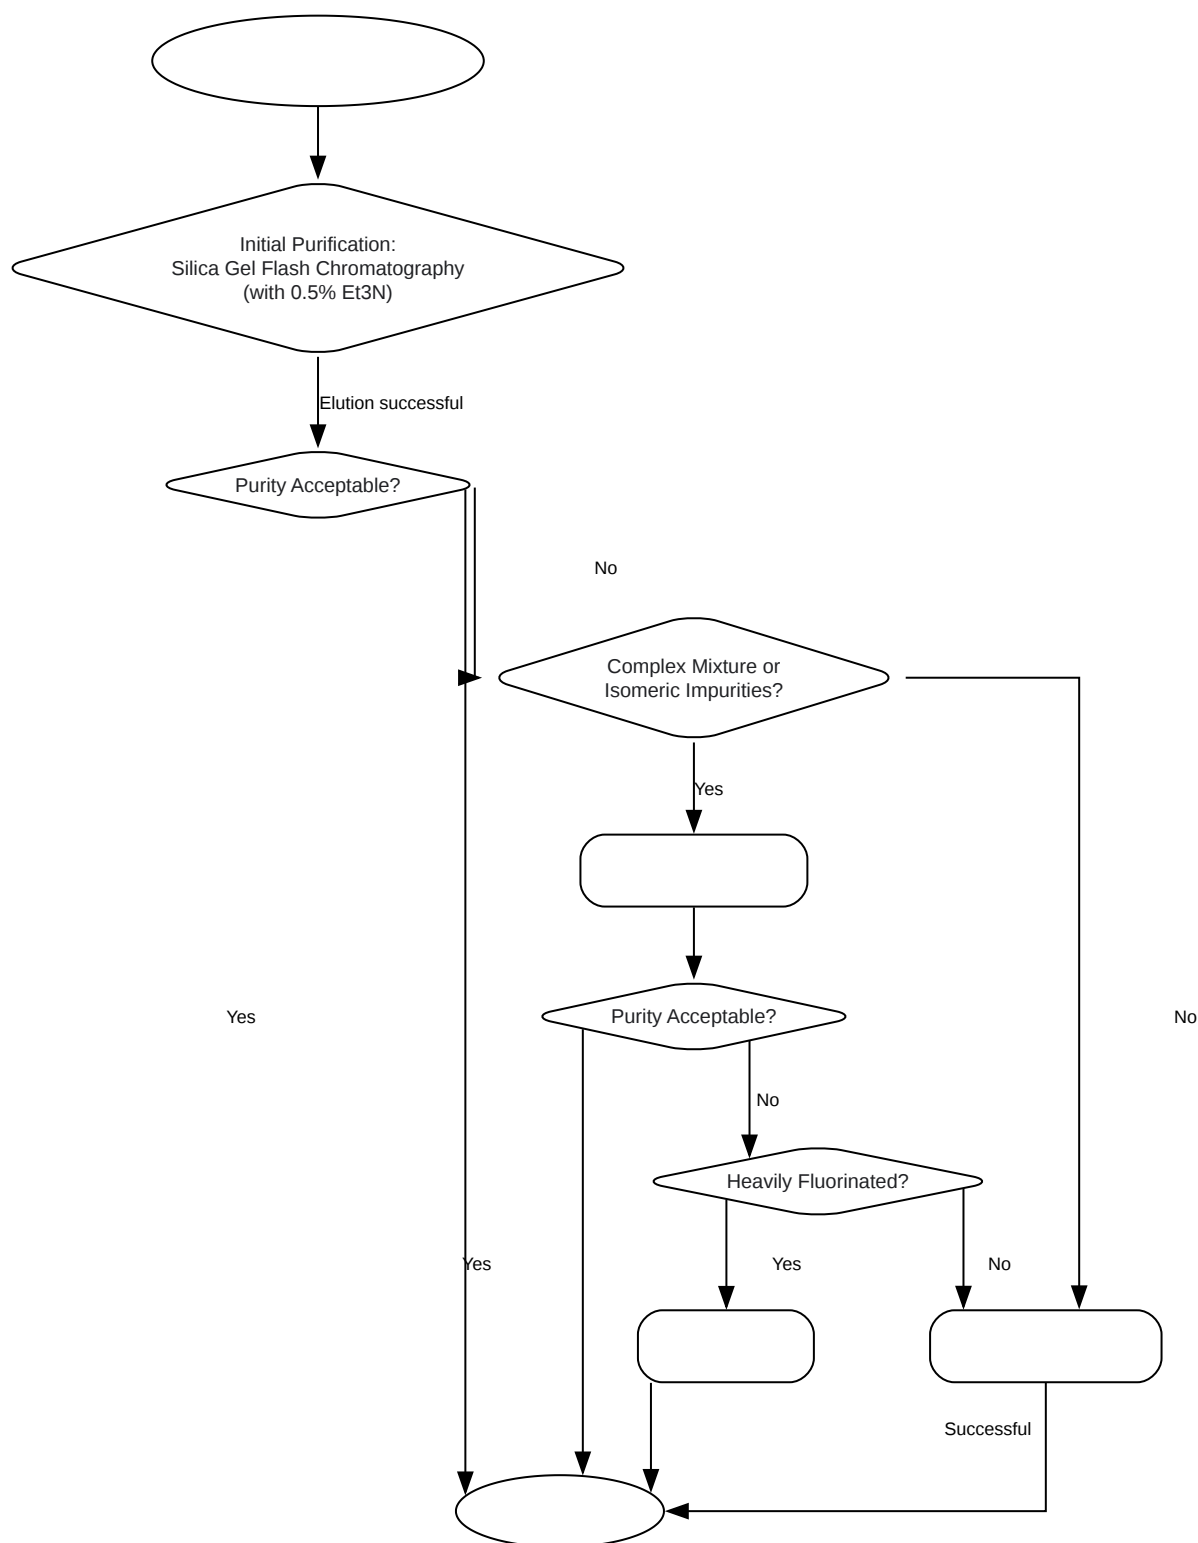 Initial Purification:
Silica Gel Flash Chromatography
(with 0.5% Et3N)
Elution successful
Purity Acceptable?
No
Complex Mixture or
Isomeric Impurities?
Yes
Yes
Purity Acceptable?
No
No
Heavily Fluorinated?
Yes
Yes
No
Successful